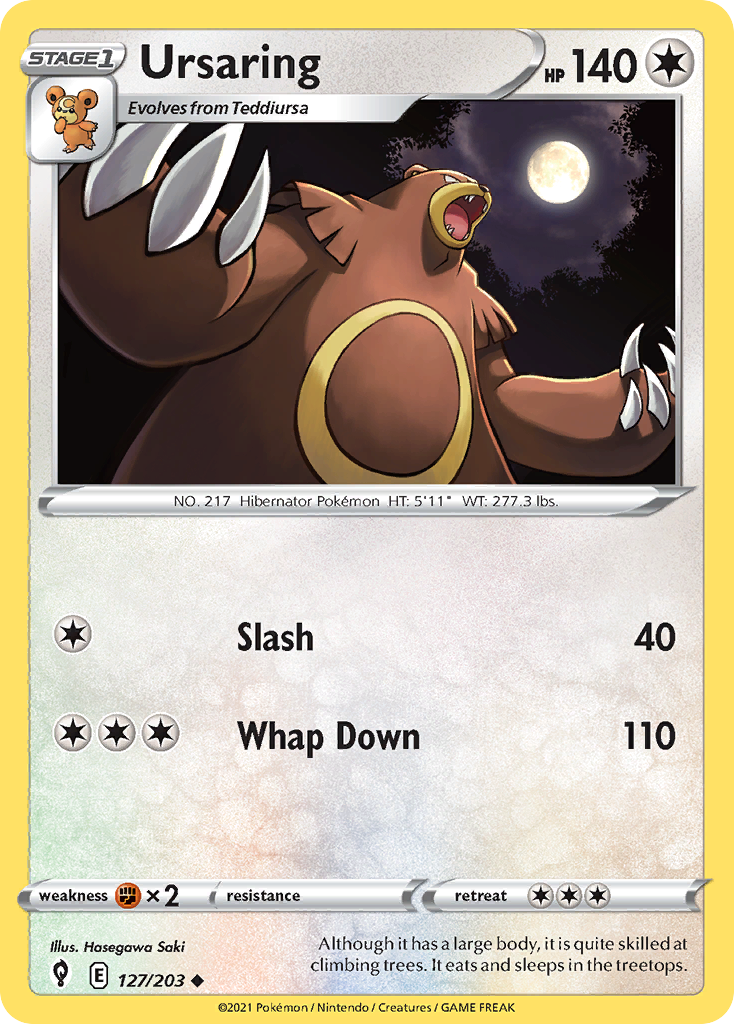 STAGE1
Ursaring
HP 140
Evolves from Teddiursa
NO. 217 Hibernator Pokémon HT: 5'11" WT: 277.3 lbs.
Slash 40
Whap Down 110
weakness ×2 resistance retreat
Illus. Hasegawa Saki
Although it has a large body, it is quite skilled at
climbing trees. It eats and sleeps in the treetops.
E 127/203
©2021 Pokémon / Nintendo / Creatures / GAME FREAK